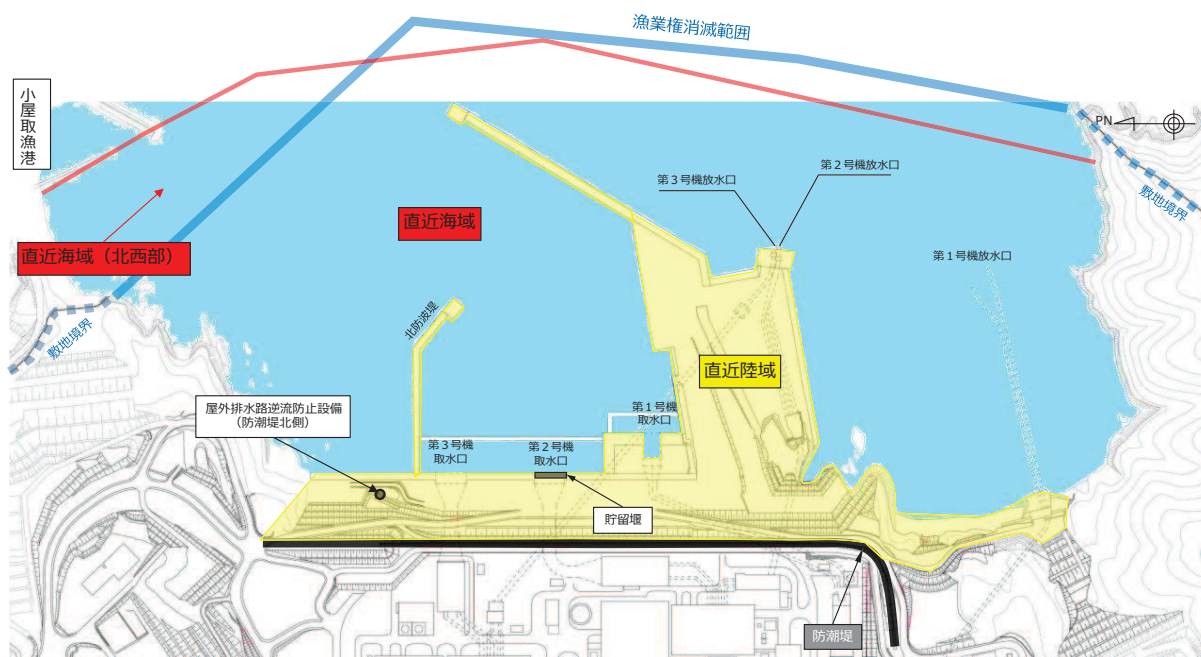 漁業権消滅範囲
小屋取漁港
PN
第3号機放水口
第2号機放水口
敷地境界
直近海域
直近海域（北西部）
第1号機放水口
北防波堤
敷地境界
直近陸域
屋外排水路逆流防止設備
（防潮堤北側）
第1号機
取水口
第3号機
取水口
第2号機
取水口
貯留堰
防潮堤